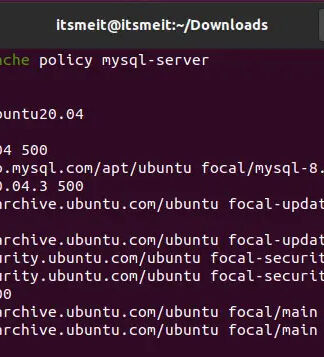 itsmeit@itsmeit:~/Downloads
ache policy mysql-server
buntu20.04
04 500
o.mysql.com/apt/ubuntu focal/mysql-8.
0.04.3 500
archive.ubuntu.com/ubuntu focal-updat
archive.ubuntu.com/ubuntu focal-updat
urity.ubuntu.com/ubuntu focal-securit
urity.ubuntu.com/ubuntu focal-securit
00
archive.ubuntu.com/ubuntu focal/main
archive.ubuntu.com/ubuntu focal/main